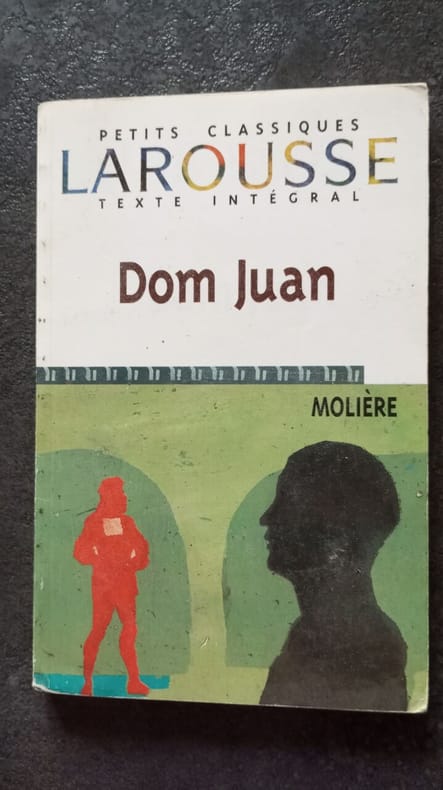 PETITS CLASSIQUES
LAROUSSE
TEXTE INTÉGRAL
Dom Juan
MOLIÈRE